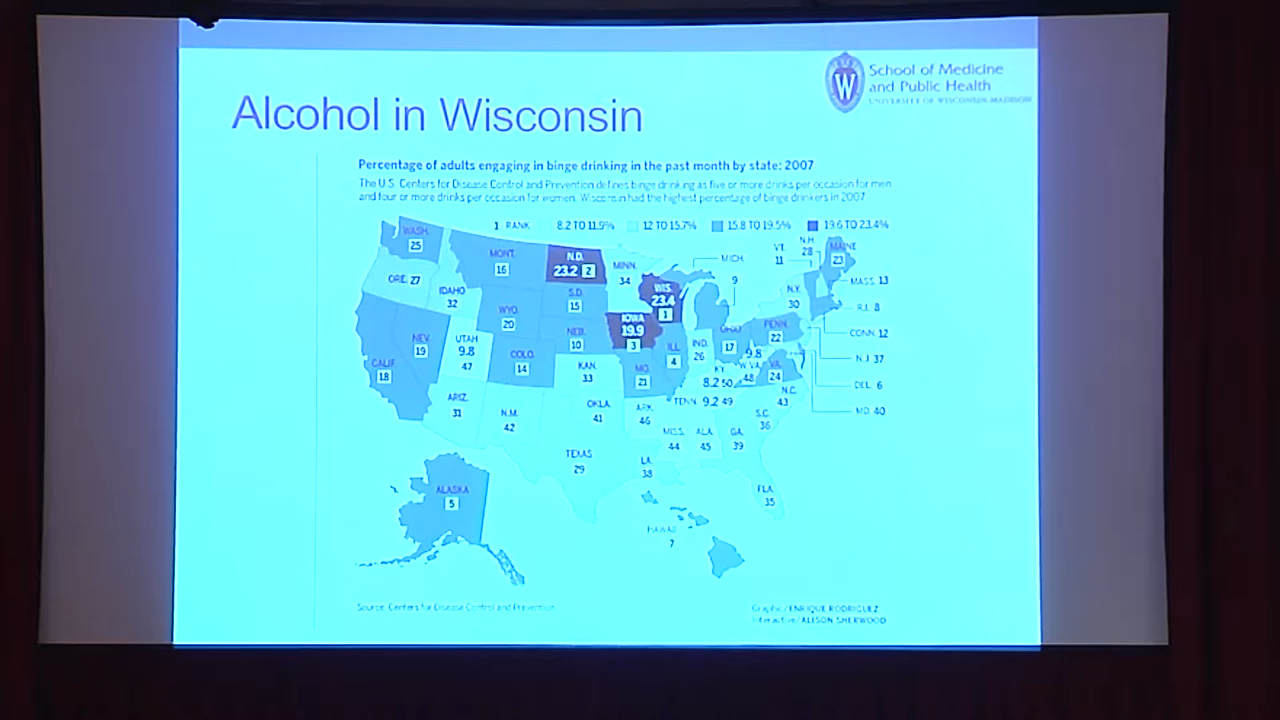 School of Medicine
and Public Health
UNIVERSITY OF WISCONSIN-MADISON
Alcohol in Wisconsin
Percentage of adults engaging in binge drinking in the past month by state: 2007
The U.S. Centers for Disease Control and Prevention defines binge drinking as five or more drinks per occasion for men
and four or more drinks per occasion for women. Wisconsin had the highest percentage of binge drinkers in 2007
1 RANK 8.2 TO 11.9% 12 TO 15.7% 15.8 TO 19.5% 19.6 TO 23.4%
WASH.
25
ORE. 27
IDAHO
32
MONT.
16
N.D.
23.2 2
MINN.
34
WIS.
23.4
1
MICH.
9
VT.
11
N.H.
28
MAINE
23
MASS. 13
R.I. 8
CONN. 12
N.J. 37
DEL. 6
MD. 40
N.Y.
30
PENN.
22
S.D.
15
WYO.
20
NEB.
10
IOWA
19.9
3
ILL.
4
IND.
26
OHIO
17
CALIF.
18
NEV.
19
UTAH
9.8
47
COLO.
14
KAN.
33
MO.
21
KY.
8.2 50
9.8
W.VA.
48
VA.
24
N.C.
43
TENN. 9.2 49
ARIZ.
31
N.M.
42
OKLA.
41
ARK.
46
S.C.
36
MISS.
44
ALA.
45
GA.
39
TEXAS
29
LA.
38
FLA.
35
ALASKA
5
HAWAII
7
Source: Centers for Disease Control and Prevention
Graphic/ENRIQUE RODRIGUEZ
Interactive/ALISON SHERWOOD